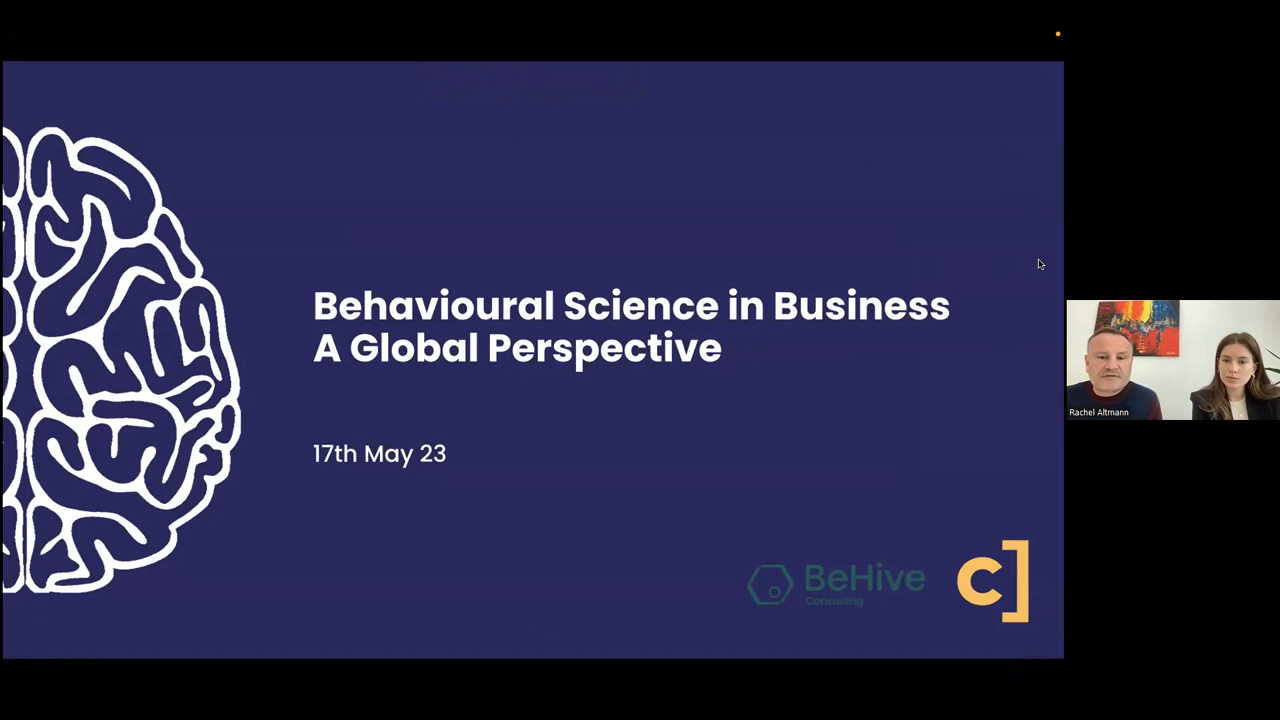 Behavioural Science in Business
A Global Perspective
17th May 23
BeHive
Consulting
C]
Rachel Altmann